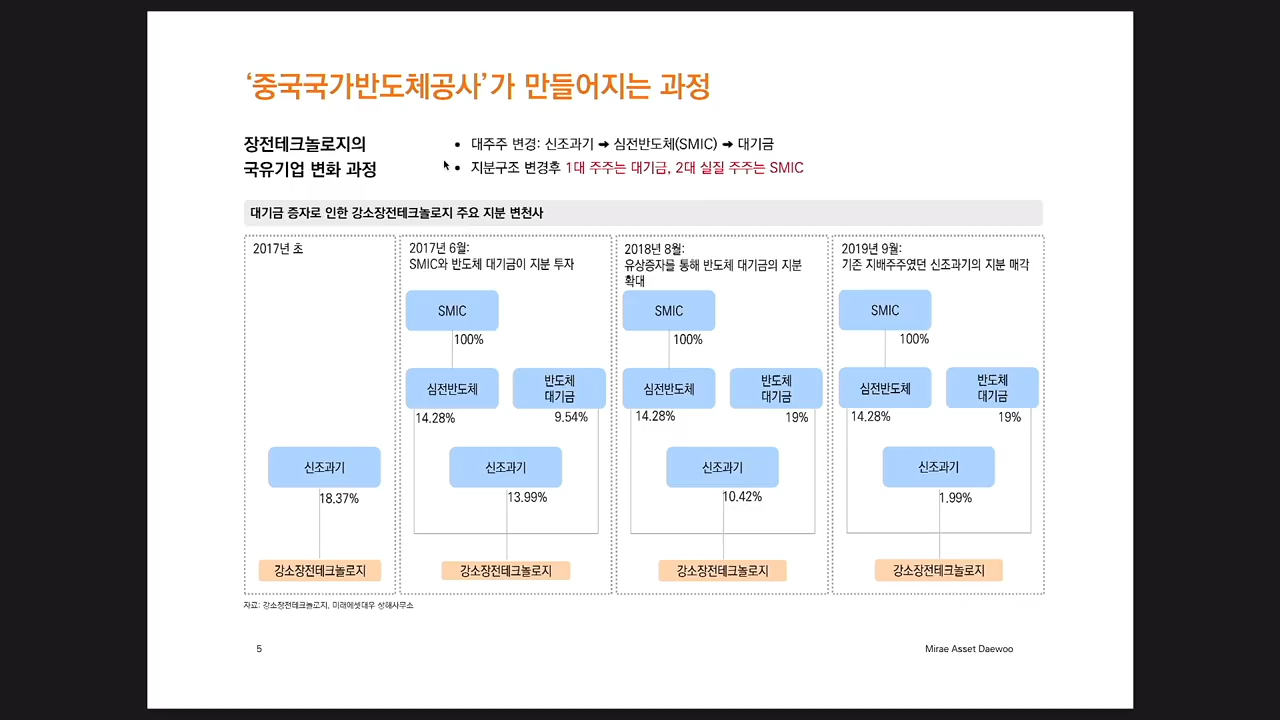 ‘중국국가반도체공사’가 만들어지는 과정
장전테크놀로지의
국유기업 변화 과정
• 대주주 변경: 신조과기 ➔ 심전반도체(SMIC) ➔ 대기금
• 지분구조 변경후 1대 주주는 대기금, 2대 실질 주주는 SMIC
대기금 증자로 인한 강소장전테크놀로지 주요 지분 변천사
2017년 초
신조과기
18.37%
강소장전테크놀로지
2017년 6월:
SMIC와 반도체 대기금이 지분 투자
SMIC
100%
심전반도체
반도체
대기금
14.28%
9.54%
신조과기
13.99%
강소장전테크놀로지
2018년 8월:
유상증자를 통해 반도체 대기금의 지분
확대
SMIC
100%
심전반도체
반도체
대기금
14.28%
19%
신조과기
10.42%
강소장전테크놀로지
2019년 9월:
기존 지배주주였던 신조과기의 지분 매각
SMIC
100%
심전반도체
반도체
대기금
14.28%
19%
신조과기
1.99%
강소장전테크놀로지
자료: 강소장전테크놀로지, 미래에셋대우 상해사무소
5
Mirae Asset Daewoo